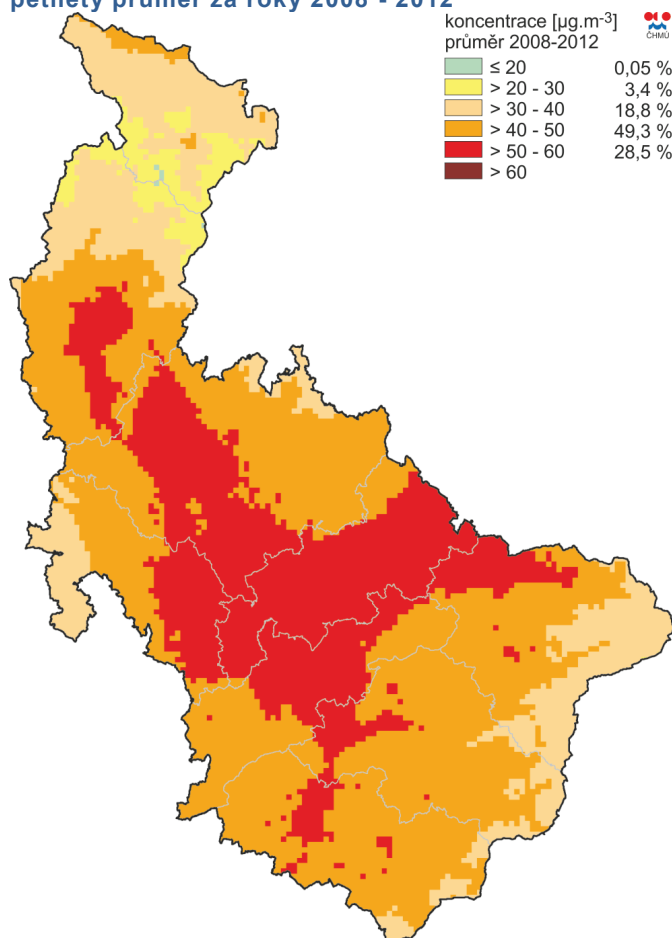 pětiletý průměr za roky 2008 - 2012
koncentrace [µg.m-3]
průměr 2008-2012
ČHMÚ
≤ 20 0,05 %
> 20 - 30 3,4 %
> 30 - 40 18,8 %
> 40 - 50 49,3 %
> 50 - 60 28,5 %
> 60